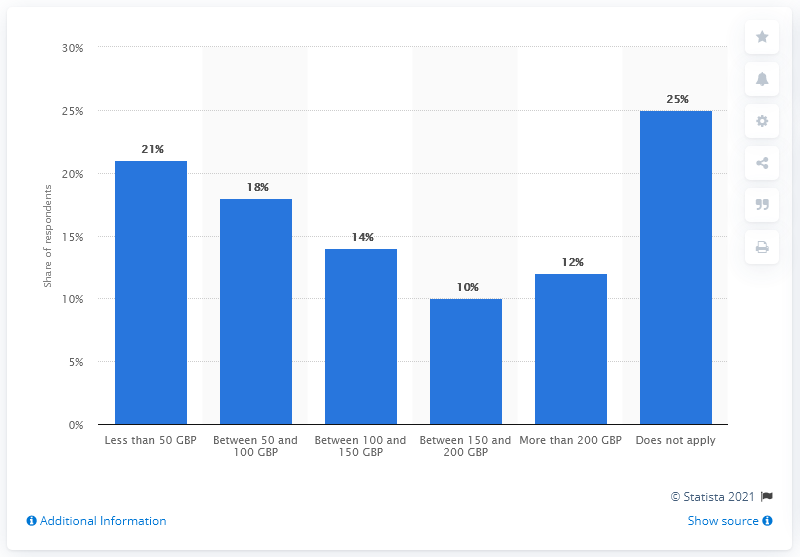 30%
25%
20%
15%
10%
5%
0%
Share of respondents
21%
18%
14%
10%
12%
25%
Less than 50 GBP
Between 50 and
100 GBP
Between 100 and
150 GBP
Between 150 and
200 GBP
More than 200 GBP
Does not apply
© Statista 2021
Additional Information
Show source